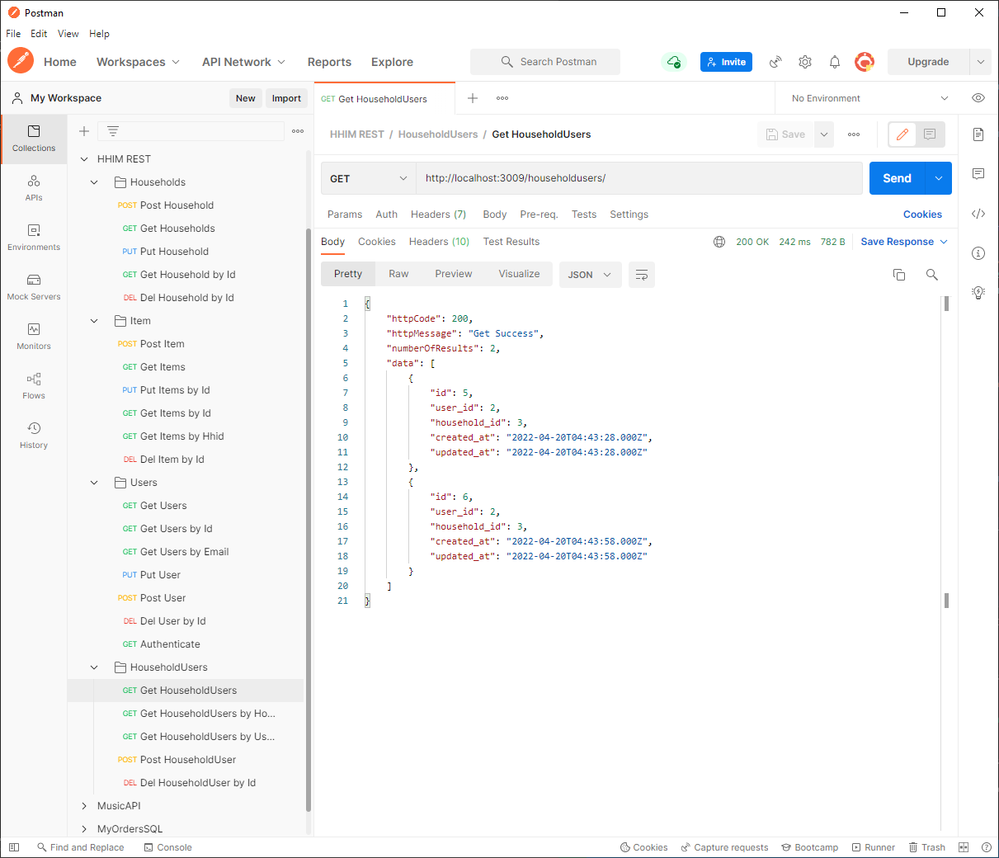 Postman
File Edit View Help
Home Workspaces API Network Reports Explore Search Postman Invite Upgrade
My Workspace New Import
GET Get HouseholdUsers
No Environment
Collections
APIs
Environments
Mock Servers
Monitors
Flows
History
HHIM REST
Households
POST Post Household
GET Get Households
PUT Put Household
GET Get Household by Id
DEL Del Household by Id
Item
POST Post Item
GET Get Items
PUT Put Items by Id
GET Get Items by Id
GET Get Items by Hhid
DEL Del Item by Id
Users
GET Get Users
GET Get Users by Id
GET Get Users by Email
PUT Put User
POST Post User
DEL Del User by Id
GET Authenticate
HouseholdUsers
GET Get HouseholdUsers
GET Get HouseholdUsers by Ho...
GET Get HouseholdUsers by Us...
POST Post HouseholdUser
DEL Del HouseholdUser by Id
MusicAPI
MyOrdersSQL
HHIM REST / HouseholdUsers / Get HouseholdUsers
Save
GET http://localhost:3009/householdusers/ Send
Params Auth Headers (7) Body Pre-req. Tests Settings Cookies
Body Cookies Headers (10) Test Results 200 OK 242 ms 782 B Save Response
Pretty Raw Preview Visualize JSON
1 {
2 "httpCode": 200,
3 "httpMessage": "Get Success",
4 "numberOfResults": 2,
5 "data": [
6 {
7 "id": 5,
8 "user_id": 2,
9 "household_id": 3,
10 "created_at": "2022-04-20T04:43:28.000Z",
11 "updated_at": "2022-04-20T04:43:28.000Z"
12 },
13 {
14 "id": 6,
15 "user_id": 2,
16 "household_id": 3,
17 "created_at": "2022-04-20T04:43:58.000Z",
18 "updated_at": "2022-04-20T04:43:58.000Z"
19 }
20 ]
21 }
Find and Replace Console Cookies Capture requests Bootcamp Runner Trash